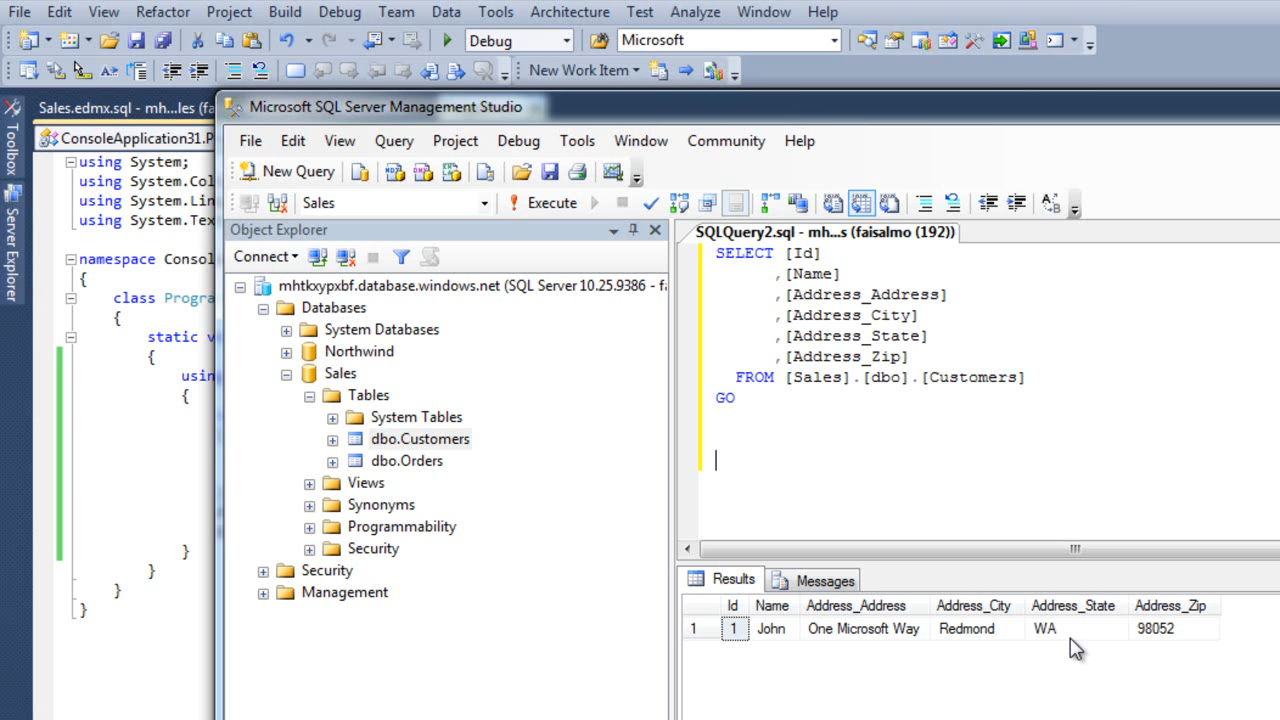 File Edit View Refactor Project Build Debug Team Data Tools Architecture Test Analyze Window Help
Debug Microsoft
New Work Item
Toolbox
Server Explorer
Sales.edmx.sql - mh...les (fa
ConsoleApplication31.P
using System;
using System.Col
using System.Lin
using System.Tex
namespace Consol
{
class Progra
{
static v
{
usin
{
}
}
}
}
Microsoft SQL Server Management Studio
File Edit View Query Project Debug Tools Window Community Help
New Query
Sales Execute
Object Explorer
Connect
mhtkxypxbf.database.windows.net (SQL Server 10.25.9386 - fa
Databases
System Databases
Northwind
Sales
Tables
System Tables
dbo.Customers
dbo.Orders
Views
Synonyms
Programmability
Security
Security
Management
SQLQuery2.sql - mh...s (faisalmo (192))
SELECT [Id]
,[Name]
,[Address_Address]
,[Address_City]
,[Address_State]
,[Address_Zip]
FROM [Sales].[dbo].[Customers]
GO
Results Messages
Id Name Address_Address Address_City Address_State Address_Zip
1 1 John One Microsoft Way Redmond WA 98052